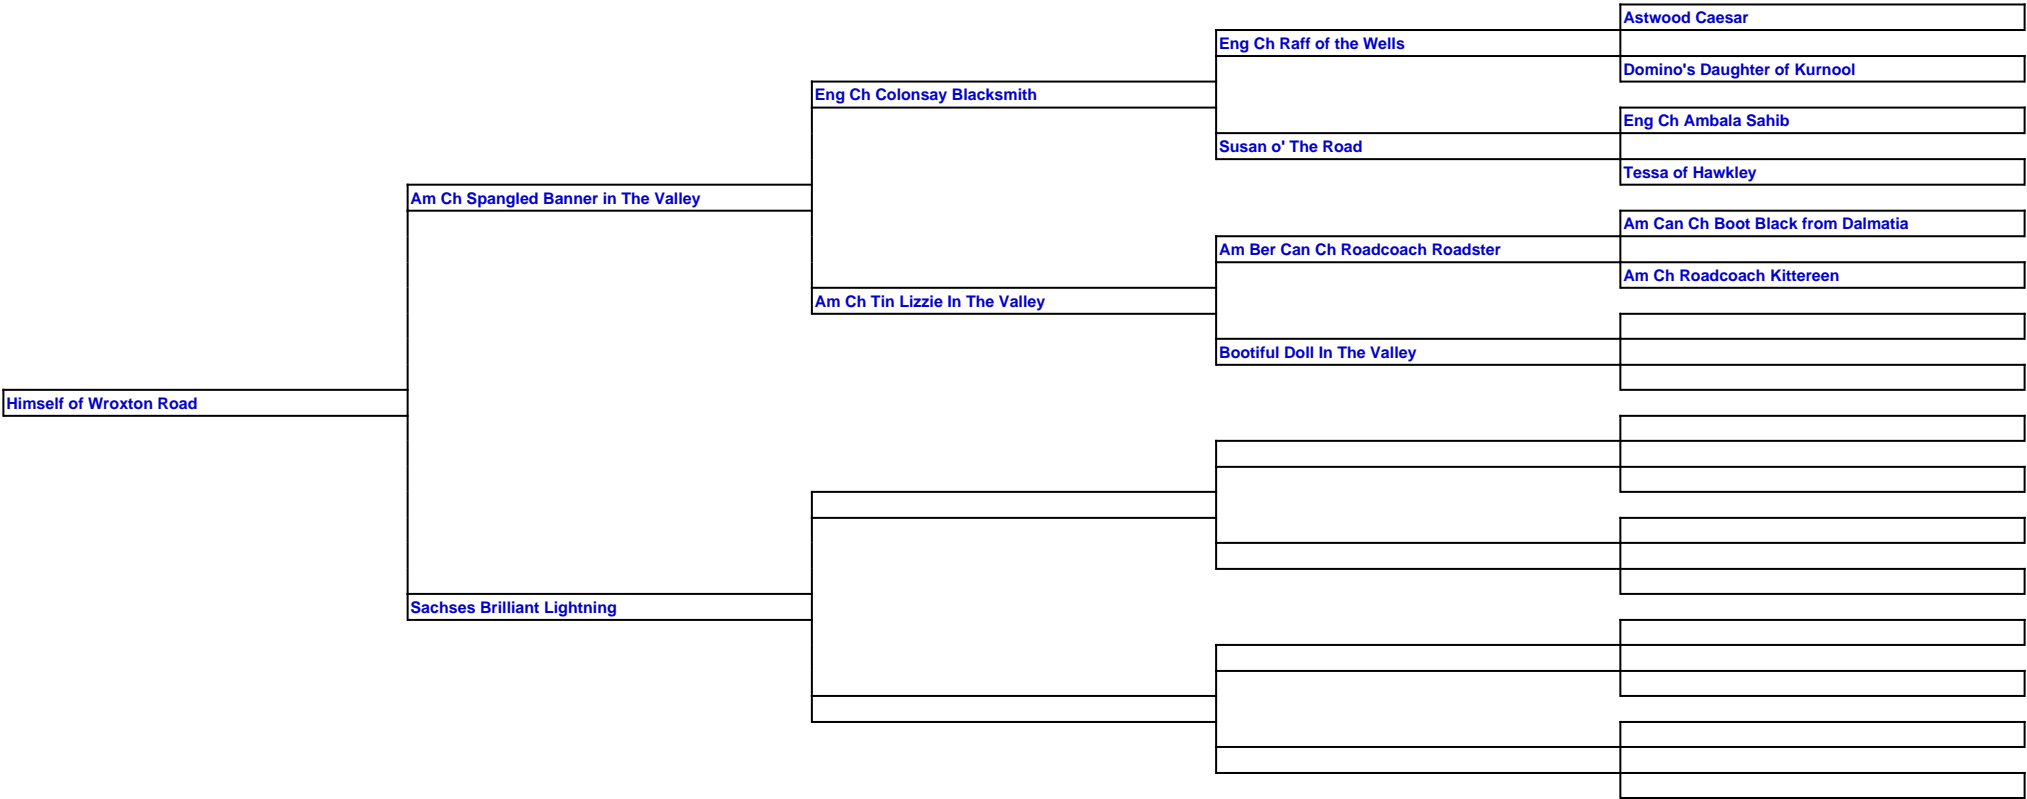 Astwood Caesar
Eng Ch Raff of the Wells
Domino's Daughter of Kurnool
Eng Ch Colonsay Blacksmith
Eng Ch Ambala Sahib
Susan o' The Road
Tessa of Hawkley
Am Ch Spangled Banner in The Valley
Am Can Ch Boot Black from Dalmatia
Am Ber Can Ch Roadcoach Roadster
Am Ch Roadcoach Kittereen
Am Ch Tin Lizzie In The Valley
Bootiful Doll In The Valley
Himself of Wroxton Road
Sachses Brilliant Lightning